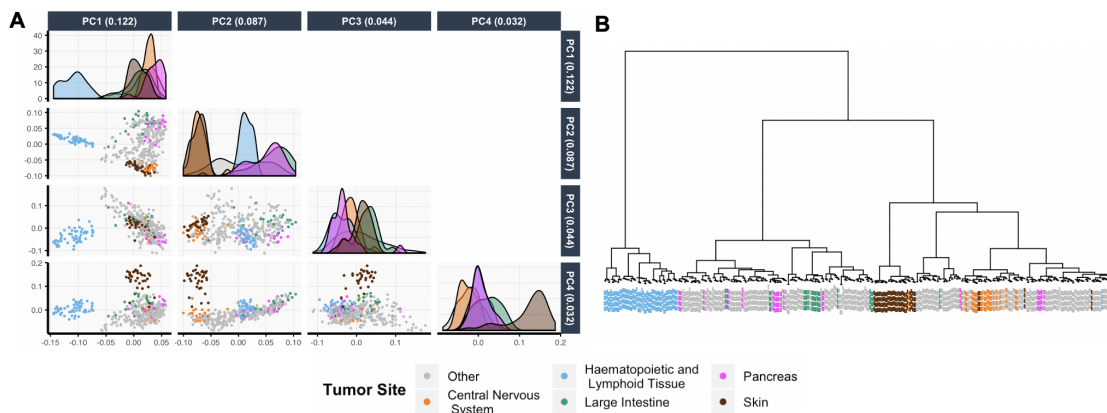 A
B
PC1 (0.122)
PC2 (0.087)
PC3 (0.044)
PC4 (0.032)
40
30
20
10
0
PC1 (0.122)
0.10
0.05
0.00
-0.05
-0.10
PC2 (0.087)
0.1
0.0
-0.1
PC3 (0.044)
0.2
0.1
0.0
PC4 (0.032)
-0.15
-0.10
-0.05
0.00
0.05
-0.10
-0.05
0.00
0.05
0.10
-0.1
0.0
0.1
0.0
0.1
0.2
Tumor Site
Other
Central Nervous
System
Haematopoietic and
Lymphoid Tissue
Large Intestine
Pancreas
Skin